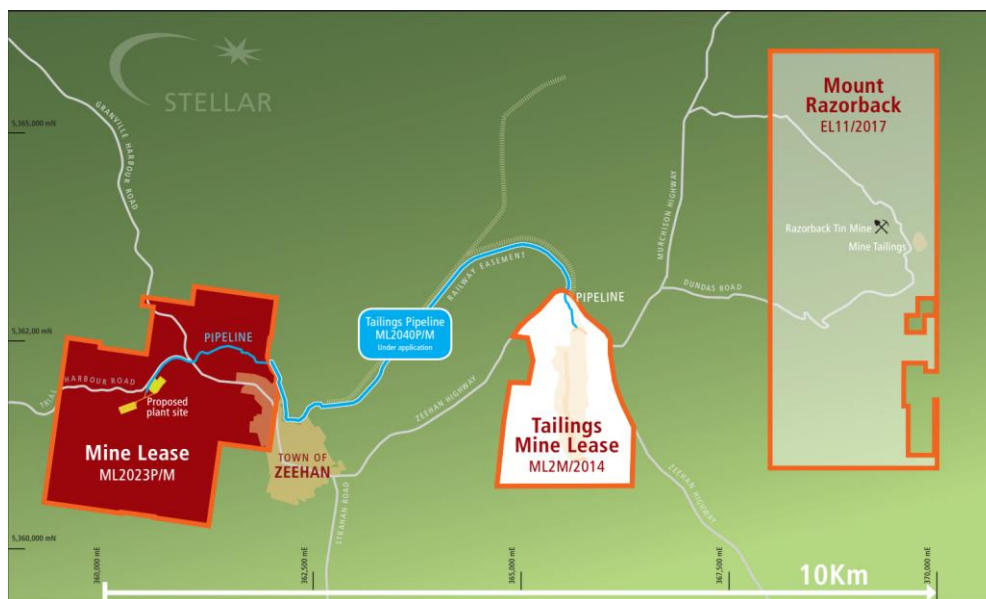 STELLAR
GRANVILLE HARBOUR ROAD
5,365,000 mN
Mount
Razorback
EL11/2017
MURCHISON HIGHWAY
Razorback Tin Mine
Mine Tailings
RAILWAY EASEMENT
DUNDAS ROAD
PIPELINE
Tailings Pipeline
ML2040P/M
Under application
5,362,00 mN
PIPELINE
TRIAL HARBOUR ROAD
Proposed
plant site
ZEEHAN HIGHWAY
Mine Lease
ML2023P/M
TOWN OF
ZEEHAN
Tailings
Mine Lease
ML2M/2014
STRAHAN ROAD
ZEEHAN HIGHWAY
5,360,000 mN
360,000 mE
362,500 mE
365,000 mE
367,500 mE
370,000 mE
10Km